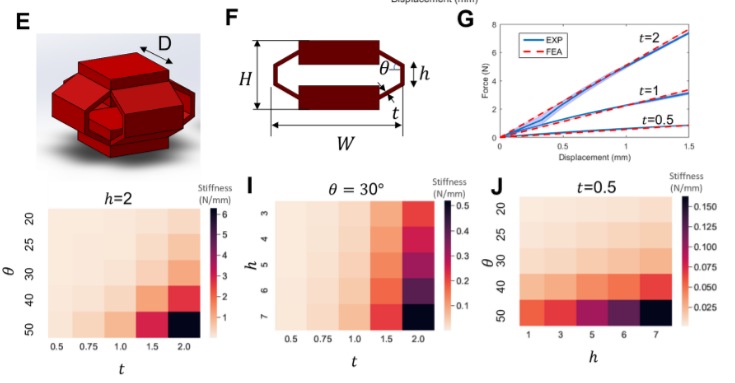 Displacement (mm)
E
D
F
H
θ
h
t
W
G
Force (N)
8
6
4
2
0
EXP
FEA
t=2
t=1
t=0.5
0
0.5
1
1.5
Displacement (mm)
h=2
Stiffness
(N/mm)
θ
20
25
30
40
50
0.5 0.75 1.0 1.5 2.0
t
6
5
4
3
2
1
I
θ = 30°
Stiffness
(N/mm)
h
3
4
5
6
7
0.5 0.75 1.0 1.5 2.0
t
0.5
0.4
0.3
0.2
0.1
J
t=0.5
Stiffness
(N/mm)
θ
20
25
30
40
50
1 3 5 6 7
h
0.150
0.125
0.100
0.075
0.050
0.025